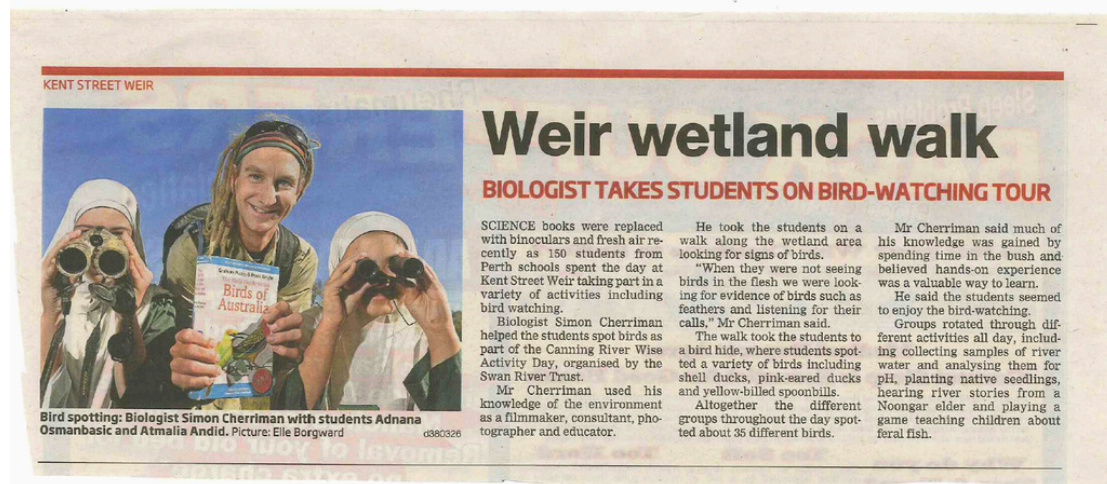 KENT STREET WEIR
Weir wetland walk
BIOLOGIST TAKES STUDENTS ON BIRD-WATCHING TOUR
Birds of
Australia
Bird spotting: Biologist Simon Cherriman with students Adnana
Osmanbasic and Atmalia Andid. Picture: Elle Borgward
d380326
SCIENCE books were replaced
with binoculars and fresh air re-
cently as 150 students from
Perth schools spent the day at
Kent Street Weir taking part in a
variety of activities including
bird watching.
Biologist Simon Cherriman
helped the students spot birds as
part of the Canning River Wise
Activity Day, organised by the
Swan River Trust.
Mr Cherriman used his
knowledge of the environment
as a filmmaker, consultant, pho-
tographer and educator.
He took the students on a
walk along the wetland area
looking for signs of birds.
"When they were not seeing
birds in the flesh we were look-
ing for evidence of birds such as
feathers and listening for their
calls," Mr Cherriman said.
The walk took the students to
a bird hide, where students spot-
ted a variety of birds including
shell ducks, pink-eared ducks
and yellow-billed spoonbills.
Altogether the different
groups throughout the day spot-
ted about 35 different birds.
Mr Cherriman said much of
his knowledge was gained by
spending time in the bush and
believed hands-on experience
was a valuable way to learn.
He said the students seemed
to enjoy the bird-watching.
Groups rotated through dif-
ferent activities all day, includ-
ing collecting samples of river
water and analysing them for
pH, planting native seedlings,
hearing river stories from a
Noongar elder and playing a
game teaching children about
feral fish.